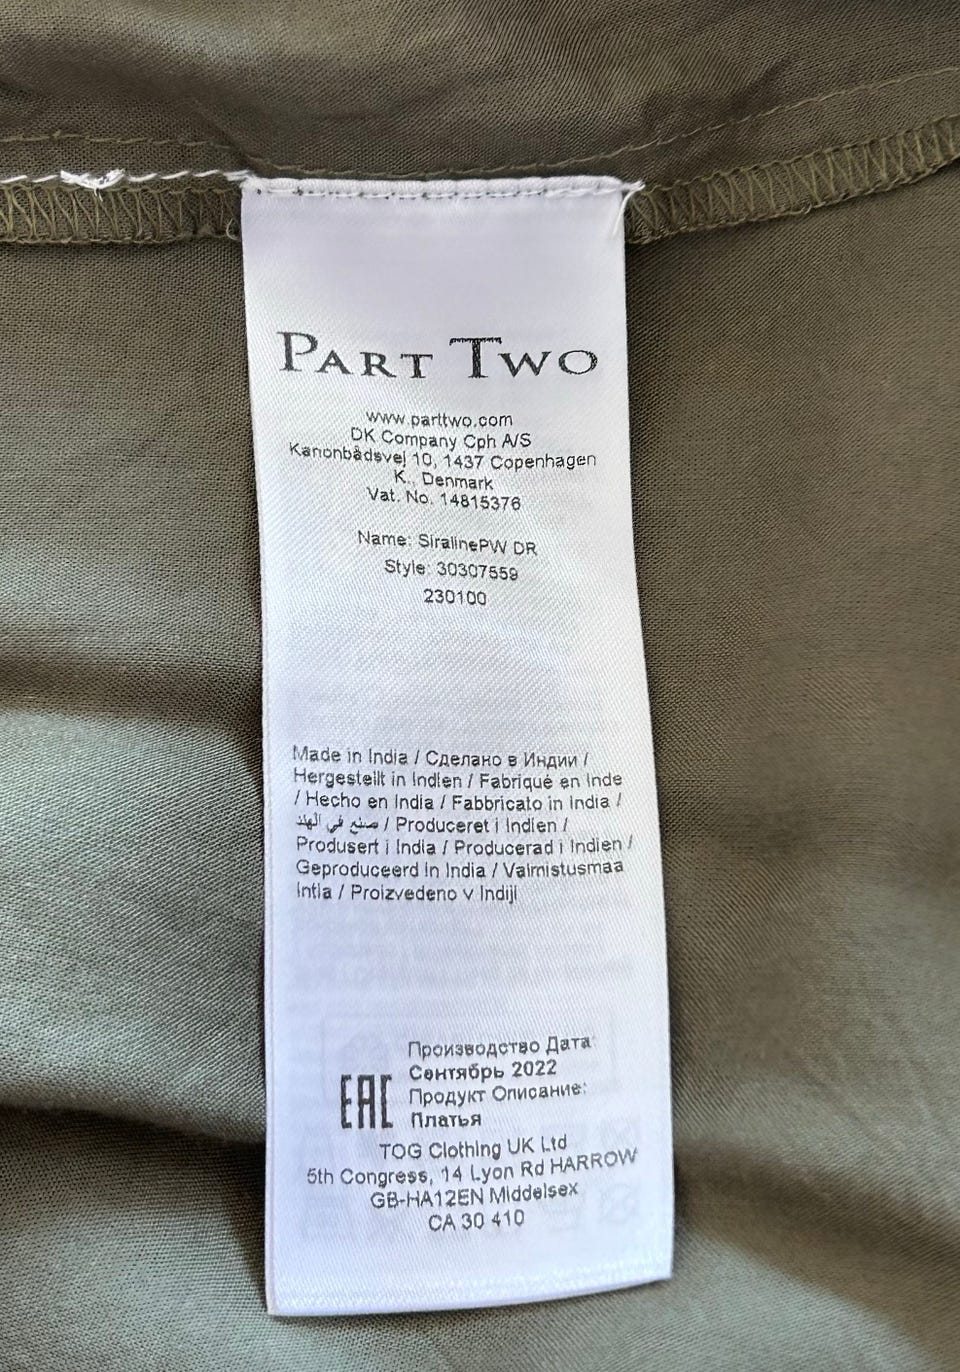 PART TWO
www.parttwo.com
DK Company Cph A/S
Kanonbådsvej 10, 1437 Copenhagen
K., Denmark
Vat. No. 14815376
Name: SiralinePW DR
Style: 30307559
230100
Made in India / Сделано в Индии /
Hergestellt in Indien / Fabriqué en Inde
/ Hecho en India / Fabbricato in India /
صنع في الهند / Produceret i Indien /
Produsert i India / Producerad i Indien /
Geproduceerd in India / Valmistusmaa
Intia / Proizvedeno v Indiji
Производство Дата:
Сентябрь 2022
EAC Продукт Описание:
Платья
TOG Clothing UK Ltd
5th Congress, 14 Lyon Rd HARROW
GB-HA12EN Middelsex
CA 30 410